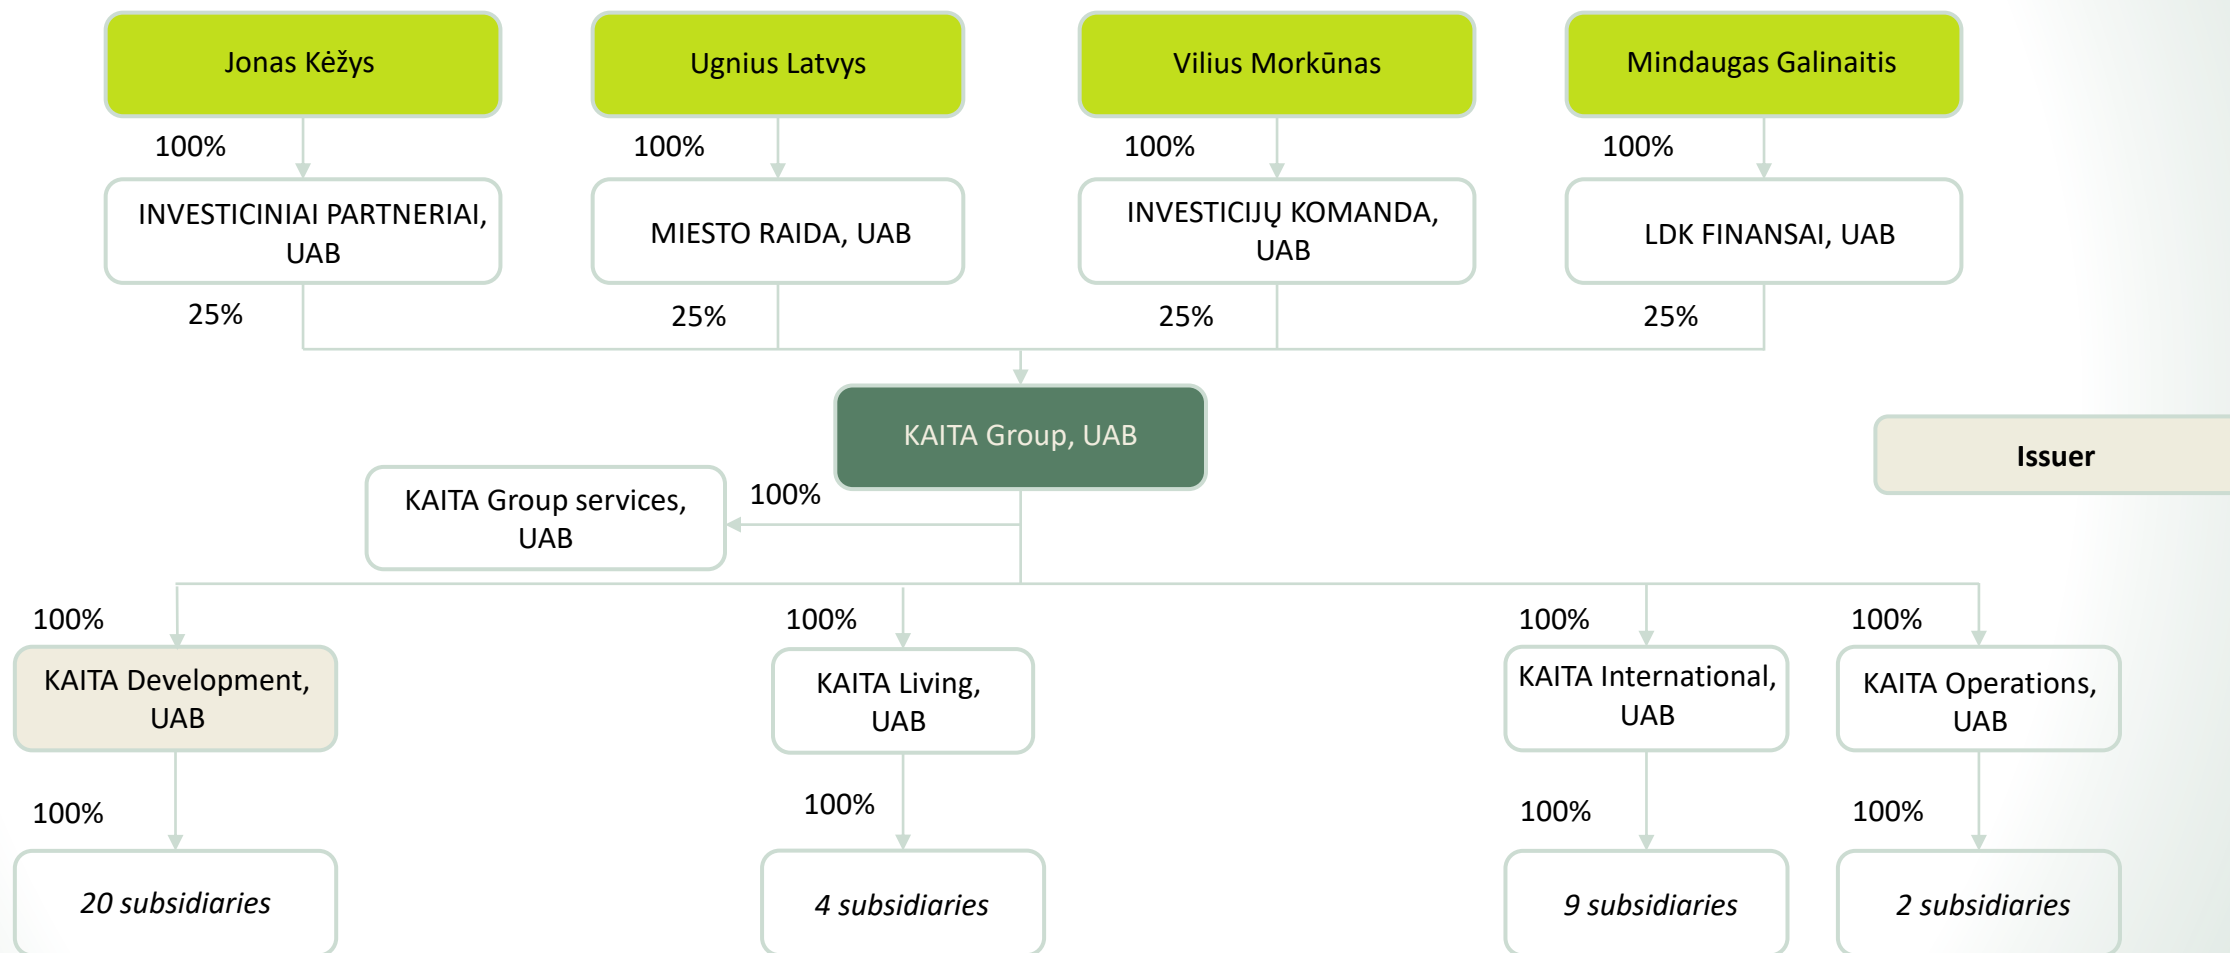 Jonas Kėžys
Ugnius Latvys
Vilius Morkūnas
Mindaugas Galinaitis
100%
100%
100%
100%
INVESTICINIAI PARTNERIAI,
UAB
MIESTO RAIDA, UAB
INVESTICIJŲ KOMANDA,
UAB
LDK FINANSAI, UAB
25%
25%
25%
25%
KAITA Group, UAB
Issuer
KAITA Group services,
UAB
100%
100%
100%
100%
100%
KAITA Development,
UAB
KAITA Living,
UAB
KAITA International,
UAB
KAITA Operations,
UAB
100%
100%
100%
100%
20 subsidiaries
4 subsidiaries
9 subsidiaries
2 subsidiaries